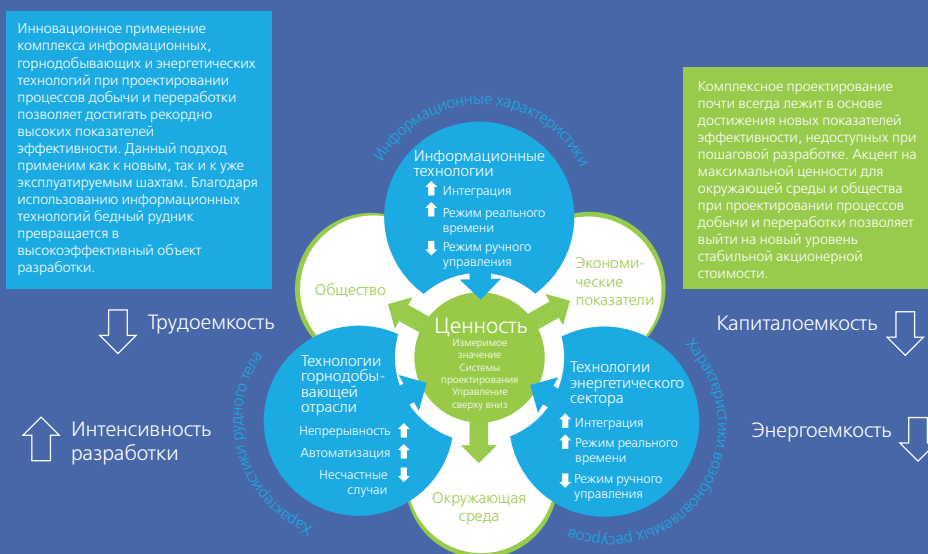 Инновационное применение
комплекса информационных,
горнодобывающих и энергетических
технологий при проектировании
процессов добычи и переработки
позволяет достигать рекордно
высоких показателей
эффективности. Данный подход
применим как к новым, так и к уже
эксплуатируемым шахтам. Благодаря
использованию информационных
технологий бедный рудник
превращается в
высокоэффективный объект
разработки.
Комплексное проектирование
почти всегда лежит в основе
достижения новых показателей
эффективности, недоступных при
пошаговой разработке. Акцент на
максимальной ценности для
окружающей среды и общества
при проектировании процессов
добычи и переработки позволяет
выйти на новый уровень
стабильной акционерной
стоимости.
Информационные характеристики
Информационные
технологии
Интеграция
Режим реального
времени
Режим ручного
управления
Общество
Экономи-
ческие
показатели
Трудоемкость
Интенсивность
разработки
Капиталоемкость
Энергоемкость
Ценность
Измеримое
значение
Системы
проектирования
Управление
сверху вниз
Характеристики рудного тела
Технологии
горнодобы-
вающей
отрасли
Непрерывность
Автоматизация
Несчастные
случаи
Технологии
энергетического
сектора
Интеграция
Режим реального
времени
Режим ручного
управления
Характеристики возобновляемых ресурсов
Окружающая
среда